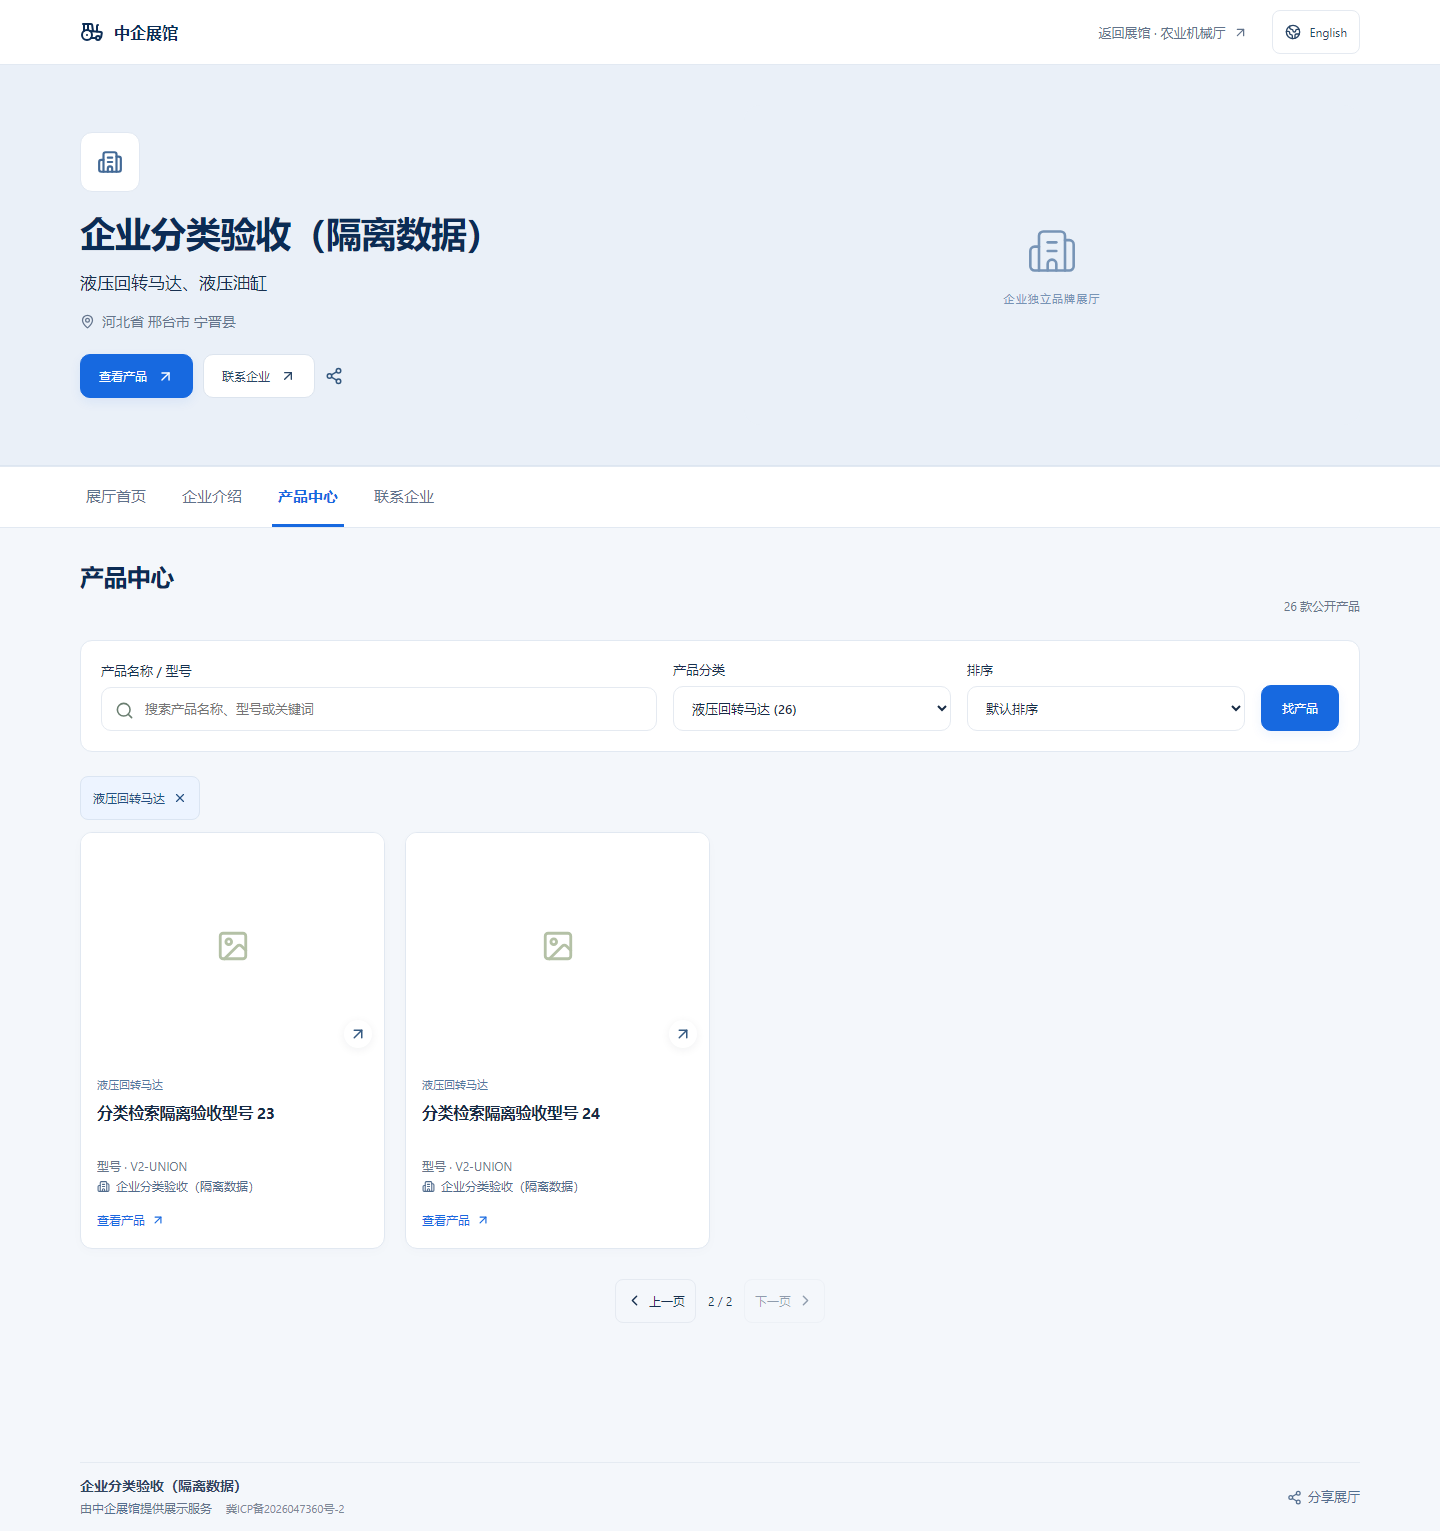 中企展馆
返回展馆 · 农业机械厅
English
企业分类验收（隔离数据）
液压回转马达、液压油缸
河北省 邢台市 宁晋县
查看产品
联系企业
企业独立品牌展厅
展厅首页
企业介绍
产品中心
联系企业
产品中心
26 款公开产品
产品名称 / 型号
搜索产品名称、型号或关键词
产品分类
液压回转马达 (26)
排序
默认排序
找产品
液压回转马达
液压回转马达
分类检索隔离验收型号 23
型号 · V2-UNION
企业分类验收（隔离数据）
查看产品
液压回转马达
分类检索隔离验收型号 24
型号 · V2-UNION
企业分类验收（隔离数据）
查看产品
上一页
2 / 2
下一页
企业分类验收（隔离数据）
由中企展馆提供展示服务 冀ICP备2026047360号-2
分享展厅